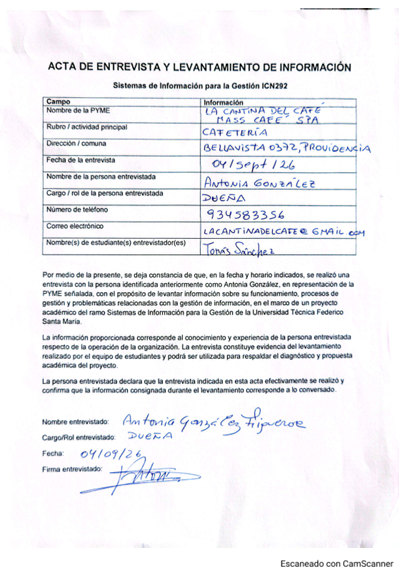 ACTA DE ENTREVISTA Y LEVANTAMIENTO DE INFORMACIÓN
Sistemas de Información para la Gestión ICN292
Campo Información
Nombre de la PYME LA CANTINA DEL CAFE
MASS CAFE SPA
Rubro / actividad principal CAFETERÍA
Dirección / comuna BELLAVISTA 0372, PROVIDENCIA
Fecha de la entrevista 04/sept/26
Nombre de la persona entrevistada ANTONIA GONZÁLEZ
Cargo / rol de la persona entrevistada DUEÑA
Número de teléfono 934583356
Correo electrónico LACANTINADELCAFE@GMAIL.COM
Nombre(s) de estudiante(s) entrevistador(es) Tomás Sánchez
Por medio de la presente, se deja constancia de que, en la fecha y horario indicados, se realizó una
entrevista con la persona identificada anteriormente como Antonia González, en representación de la
PYME señalada, con el propósito de levantar información sobre su funcionamiento, procesos de
gestión y problemáticas relacionadas con la gestión de información, en el marco de un proyecto
académico del ramo Sistemas de Información para la Gestión de la Universidad Técnica Federico
Santa María.
La información proporcionada corresponde al conocimiento y experiencia de la persona entrevistada
respecto de la operación de la organización. La entrevista constituye evidencia del levantamiento
realizado por el equipo de estudiantes y podrá ser utilizada para respaldar el diagnóstico y propuesta
académica del proyecto.
La persona entrevistada declara que la entrevista indicada en esta acta efectivamente se realizó y
confirma que la información consignada durante el levantamiento corresponde a lo conversado.
Nombre entrevistado: Antonia González Figueroa
Cargo/Rol entrevistado: DUEÑA
Fecha: 04/09/26
Firma entrevistado:
Escaneado con CamScanner